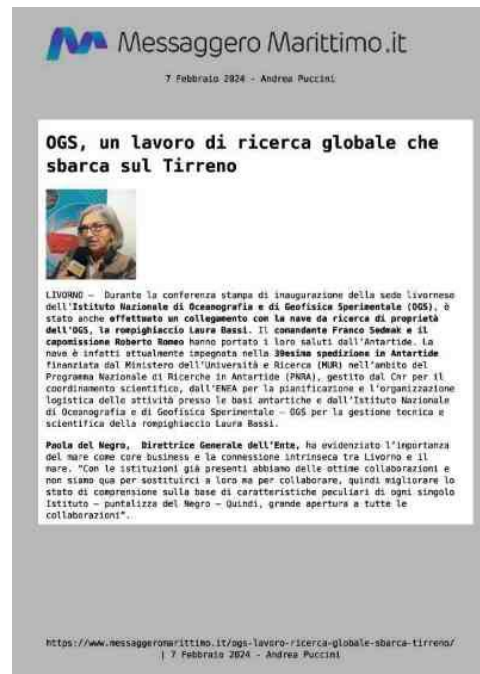 Messaggero Marittimo.it
7 Febbraio 2024 - Andrea Puccini
OGS, un lavoro di ricerca globale che
sbarca sul Tirreno
LIVORNO – Durante la conferenza stampa di inaugurazione della sede livornese
dell'Istituto Nazionale di Oceanografia e di Geofisica Sperimentale (OGS), è
stato anche effettuato un collegamento con la nave da ricerca di proprietà
dell'OGS, la rompighiaccio Laura Bassi. Il comandante Franco Sedmak e il
capomissione Roberto Romeo hanno portato i loro saluti dall'Antartide. La
nave è infatti attualmente impegnata nella 39esima spedizione in Antartide
finanziata dal Ministero dell'Università e Ricerca (MUR) nell'ambito del
Programma Nazionale di Ricerche in Antartide (PNRA), gestito dal Cnr per il
coordinamento scientifico, dall'ENEA per la pianificazione e l'organizzazione
logistica delle attività presso le basi antartiche e dall'Istituto Nazionale
di Oceanografia e di Geofisica Sperimentale – OGS per la gestione tecnica e
scientifica della rompighiaccio Laura Bassi.
Paola del Negro, Direttrice Generale dell'Ente, ha evidenziato l'importanza
del mare come core business e la connessione intrinseca tra Livorno e il
mare. "Con le istituzioni già presenti abbiamo delle ottime collaborazioni e
non siamo qua per sostituirci a loro ma per collaborare, quindi migliorare lo
stato di comprensione sulla base di caratteristiche peculiari di ogni singolo
Istituto – puntalizza del Negro – Quindi, grande apertura a tutte le
collaborazioni".
https://www.messaggeromarittimo.it/ogs-lavoro-ricerca-globale-sbarca-tirreno/
| 7 Febbraio 2024 - Andrea Puccini